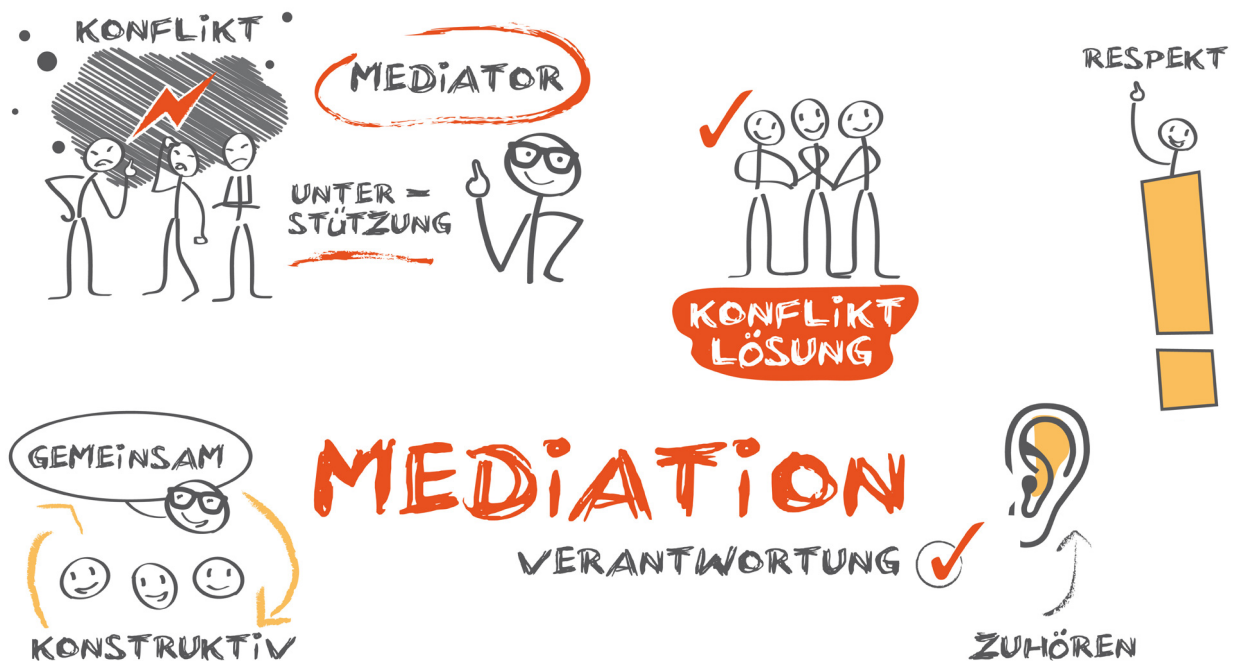 KONFLiKT
MEDiATOR
UNTER =
STÜTZUNG
RESPEKT
KONFLiKT
LÖSUNG
GEMEiNSAM
MEDiATiON
VERANTWORTUNG
KONSTRUKTiV
ZUHÖREN